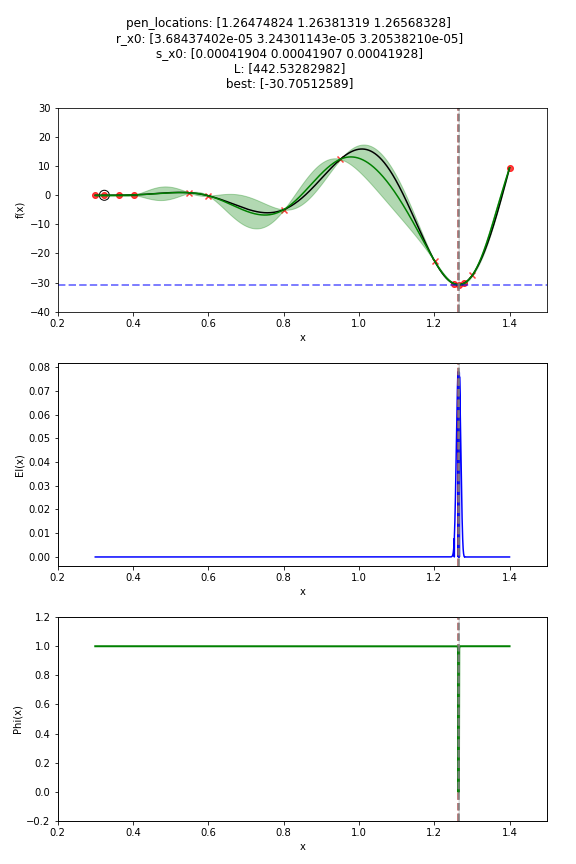 pen_locations: [1.26474824 1.26381319 1.26568328]
r_x0: [3.68437402e-05 3.24301143e-05 3.20538210e-05]
s_x0: [0.00041904 0.00041907 0.00041928]
L: [442.53282982]
best: [-30.70512589]
30
20
10
0
−10
−20
−30
−40
f(x)
0.2 0.4 0.6 0.8 1.0 1.2 1.4
x
0.08
0.07
0.06
0.05
0.04
0.03
0.02
0.01
0.00
EI(x)
0.2 0.4 0.6 0.8 1.0 1.2 1.4
x
1.2
1.0
0.8
0.6
0.4
0.2
0.0
−0.2
Phi(x)
0.2 0.4 0.6 0.8 1.0 1.2 1.4
x